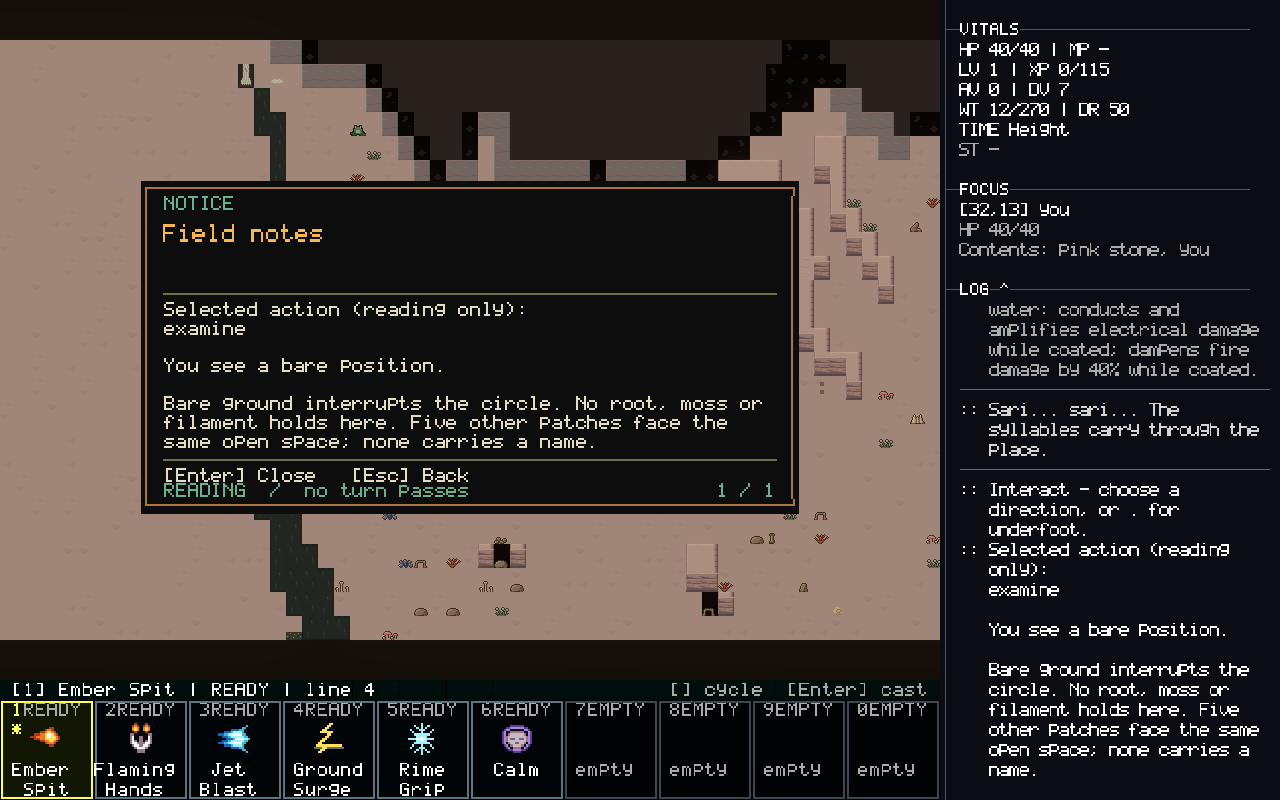 NOTICE
Field notes
Selected action (reading only):
examine
You see a bare Position.
Bare ground interrupts the circle. No root, moss or
filament holds here. Five other Patches face the
same open space; none carries a name.
[Enter] Close [Esc] Back
READING / no turn Passes 1 / 1
VITALS
HP 40/40 | MP -
LV 1 | XP 0/115
AV 0 | DV 7
WT 12/270 | DR 50
TIME Height
ST -
FOCUS
[32,13] You
HP 40/40
Contents: Pink stone, You
LOG ^
water: conducts and
amplifies electrical damage
while coated; dampens fire
damage by 40% while coated.
:: Sari... sari... The
syllables carry through the
Place.
:: Interact - choose a
direction, or . for
underfoot.
:: Selected action (reading
only):
examine
You see a bare Position.
Bare ground interrupts the
circle. No root, moss or
filament holds here. Five
other Patches face the same
open space; none carries a
name.
[1] Ember Spit | READY | line 4
[] cycle [Enter] cast
1READY 2READY 3READY 4READY 5READY 6READY 7EMPTY 8EMPTY 9EMPTY 0EMPTY
*
Ember Spit
Flaming Hands
Jet Blast
Ground Surge
Rime Grip
Calm
empty
empty
empty
empty